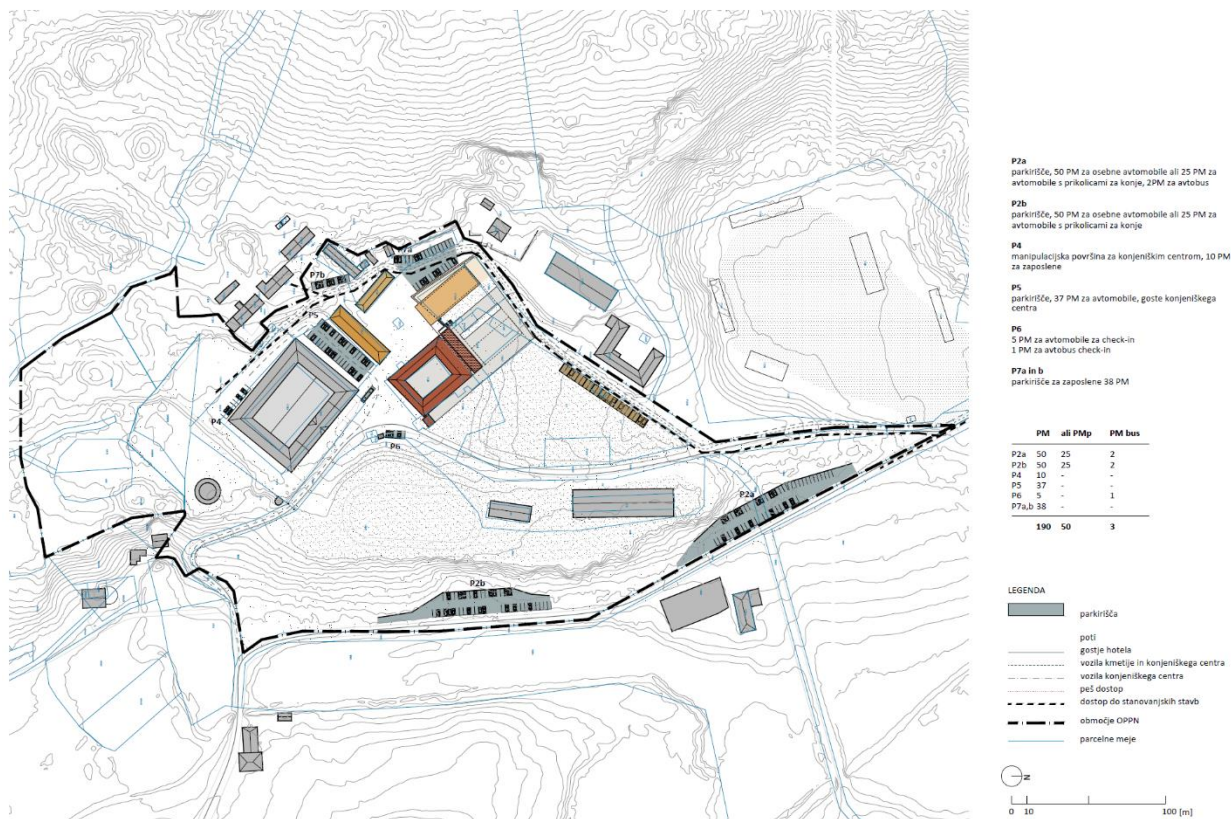 P7a
P7b
P5
P4
P6
P2a
P2b
P2a
parkirišče, 50 PM za osebne avtomobile ali 25 PM za
avtomobile s prikolicami za konje, 2PM za avtobus
P2b
parkirišče, 50 PM za osebne avtomobile ali 25 PM za
avtomobile s prikolicami za konje
P4
manipulacijska površina za konjeniškim centrom, 10 PM
za zaposlene
P5
parkirišče, 37 PM za avtomobile, goste konjeniškega
centra
P6
5 PM za avtomobile za check-in
1 PM za avtobus check-in
P7a in b
parkirišče za zaposlene 38 PM
PM ali PMp PM bus
P2a 50 25 2
P2b 50 25 2
P4 10 - -
P5 37 - -
P6 5 - 1
P7a,b 38 - -
190 50 3
LEGENDA
parkirišča
poti
gostje hotela
vozila kmetije in konjeniškega centra
vozila konjeniškega centra
peš dostop
dostop do stanovanjskih stavb
območje OPPN
parcelne meje
N
0 10 100 [m]